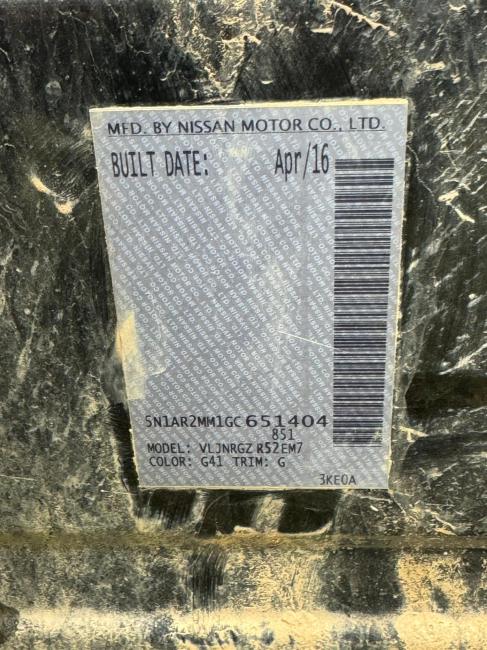 MFD. BY NISSAN MOTOR CO., LTD.
BUILT DATE: Apr/16
5N1AR2MM1GC651404
851
MODEL: VLJNRGZ R52EM7
COLOR: G41 TRIM: G
3KE0A